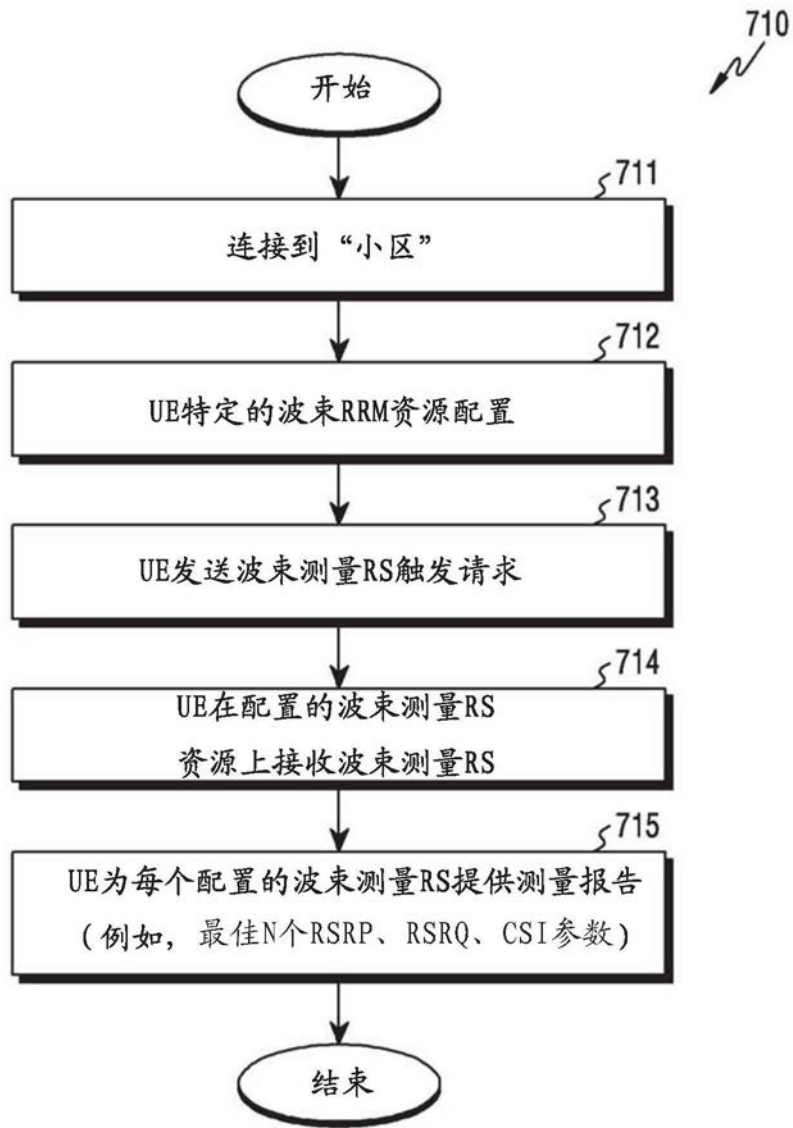 710
开始
711
连接到“小区”
712
UE特定的波束RRM资源配置
713
UE发送波束测量RS触发请求
714
UE在配置的波束测量RS
资源上接收波束测量RS
715
UE为每个配置的波束测量RS提供测量报告
(例如，最佳N个RSRP、RSRQ、CSI参数)
结束